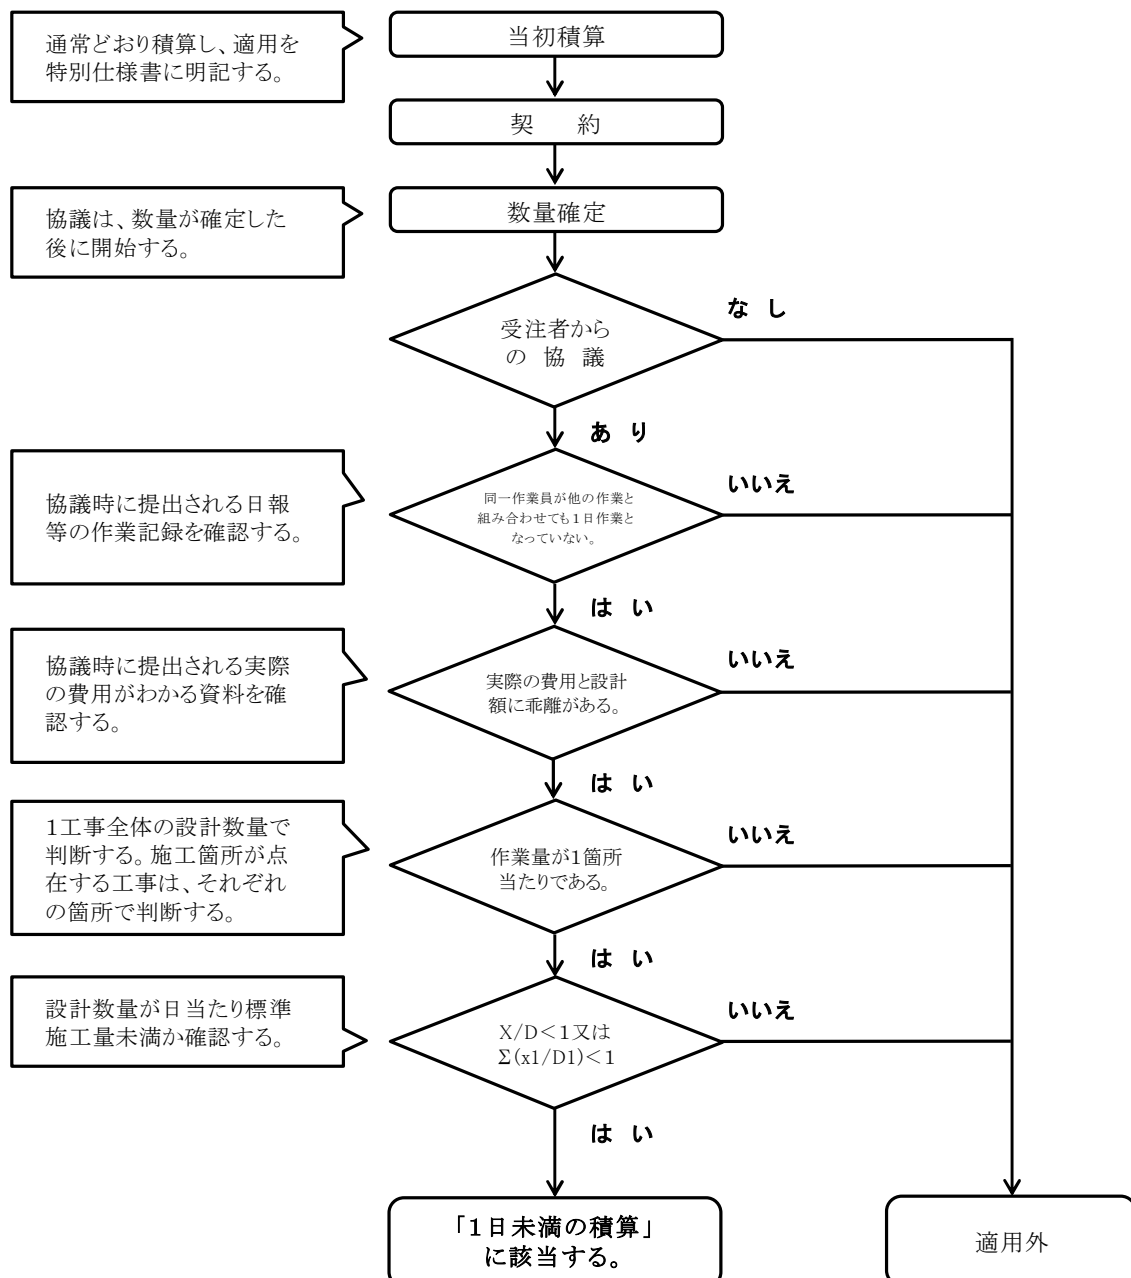 通常どおり積算し、適用を
特別仕様書に明記する。
当初積算
契　約
協議は、数量が確定した
後に開始する。
数量確定
受注者から
の 協 議
な し
あ り
協議時に提出される日報
等の作業記録を確認する。
同一作業員が他の作業と
組み合わせても1日作業と
なっていない。
いいえ
は い
協議時に提出される実際
の費用がわかる資料を確
認する。
実際の費用と設計
額に乖離がある。
いいえ
は い
1工事全体の設計数量で
判断する。施工箇所が点
在する工事は、それぞれ
の箇所で判断する。
作業量が1箇所
当たりである。
いいえ
は い
設計数量が日当たり標準
施工量未満か確認する。
X/D<1又は
Σ(x1/D1)<1
いいえ
は い
「1日未満の積算」
に該当する。
適用外